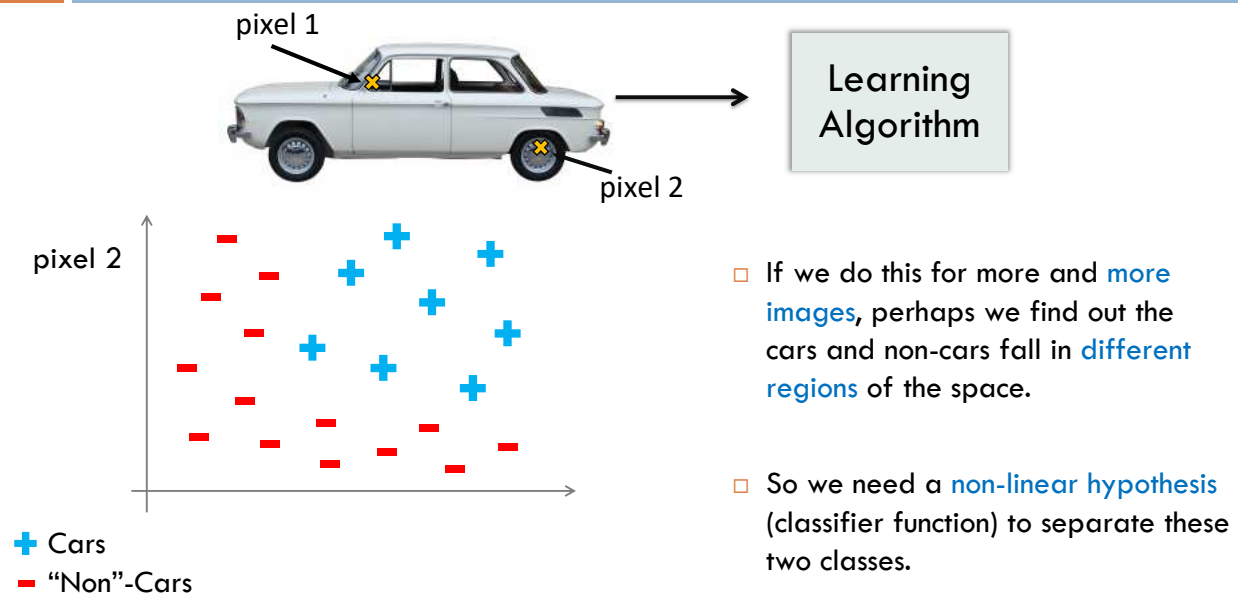 pixel 1
Learning
Algorithm
pixel 2
pixel 2
If we do this for more and more
images, perhaps we find out the
cars and non-cars fall in different
regions of the space.
So we need a non-linear hypothesis
(classifier function) to separate these
two classes.
Cars
“Non”-Cars